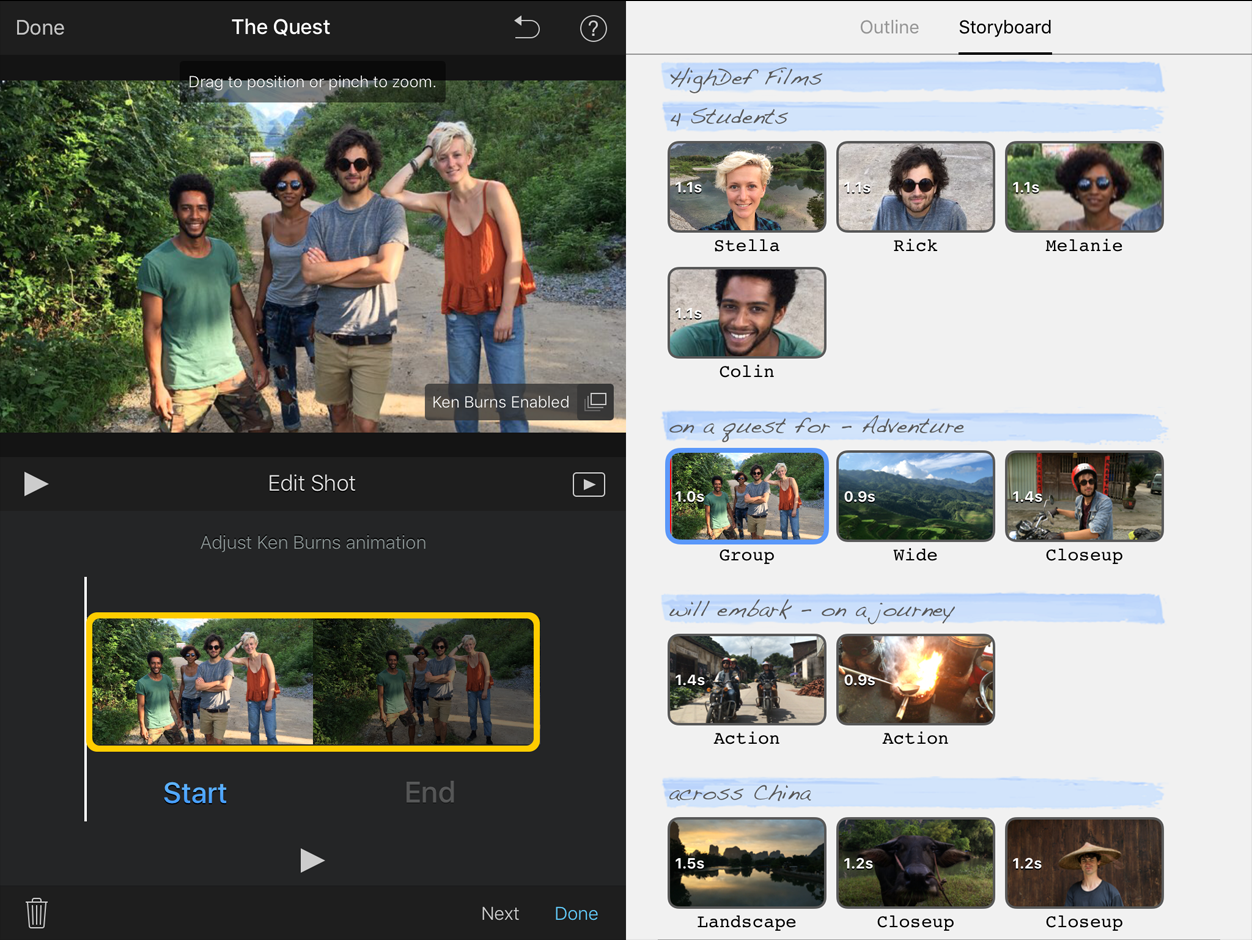 Done
The Quest
Drag to position or pinch to zoom.
Ken Burns Enabled
Edit Shot
Adjust Ken Burns animation
Start
End
Next
Done
Outline
Storyboard
HighDef Films
4 Students
1.1s
1.1s
1.1s
Stella
Rick
Melanie
1.1s
Colin
on a quest for - Adventure
1.0s
0.9s
1.4s
Group
Wide
Closeup
will embark - on a journey
1.4s
0.9s
Action
Action
across China
1.5s
1.2s
1.2s
Landscape
Closeup
Closeup